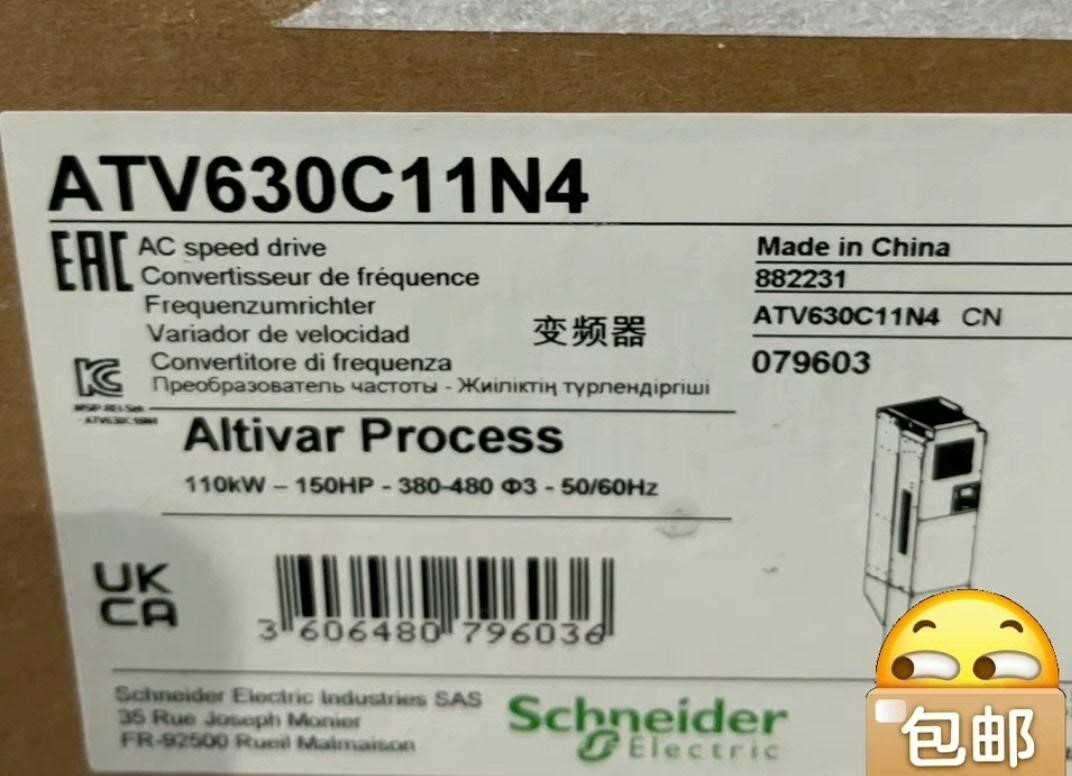 ATV630C11N4
EAC
AC speed drive
Convertisseur de fréquence
Frequenzumrichter
Variador de velocidad
Convertitore di frequenza
Преобразователь частоты - Жиіліктің түрлендіргіші
变频器
Made in China
882231
ATV630C11N4 CN
079603
Altivar Process
110kW – 150HP - 380-480 Φ3 - 50/60Hz
UK
CA
3 606480 796036
Schneider Electric Industries SAS
35 Rue Joseph Monier
FR-92500 Rueil Malmaison
Schneider
Electric
包邮